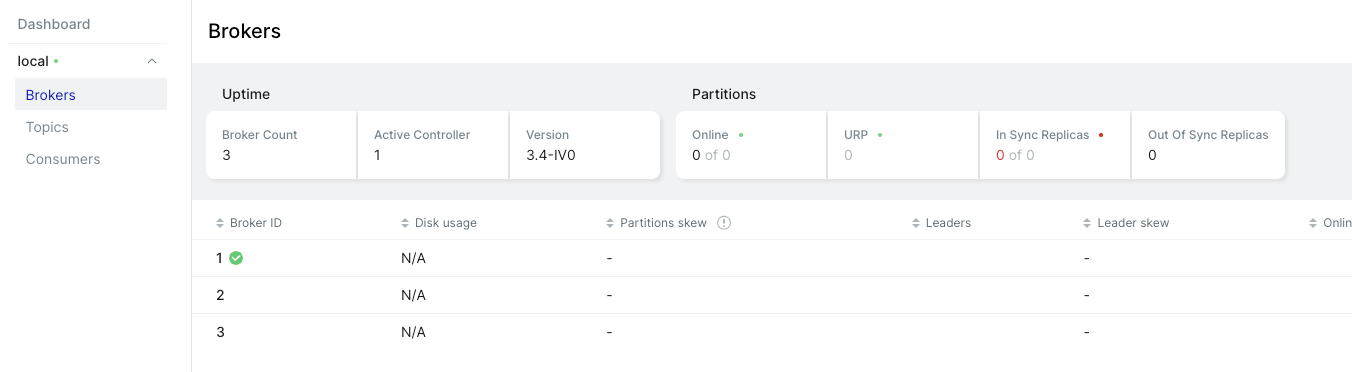 Dashboard
local
Brokers
Topics
Consumers
Brokers
Uptime
Broker Count
3
Active Controller
1
Version
3.4-IV0
Partitions
Online
0 of 0
URP
0
In Sync Replicas
0 of 0
Out Of Sync Replicas
0
Broker ID Disk usage Partitions skew Leaders Leader skew Onlin
1 N/A - -
2 N/A - -
3 N/A - -